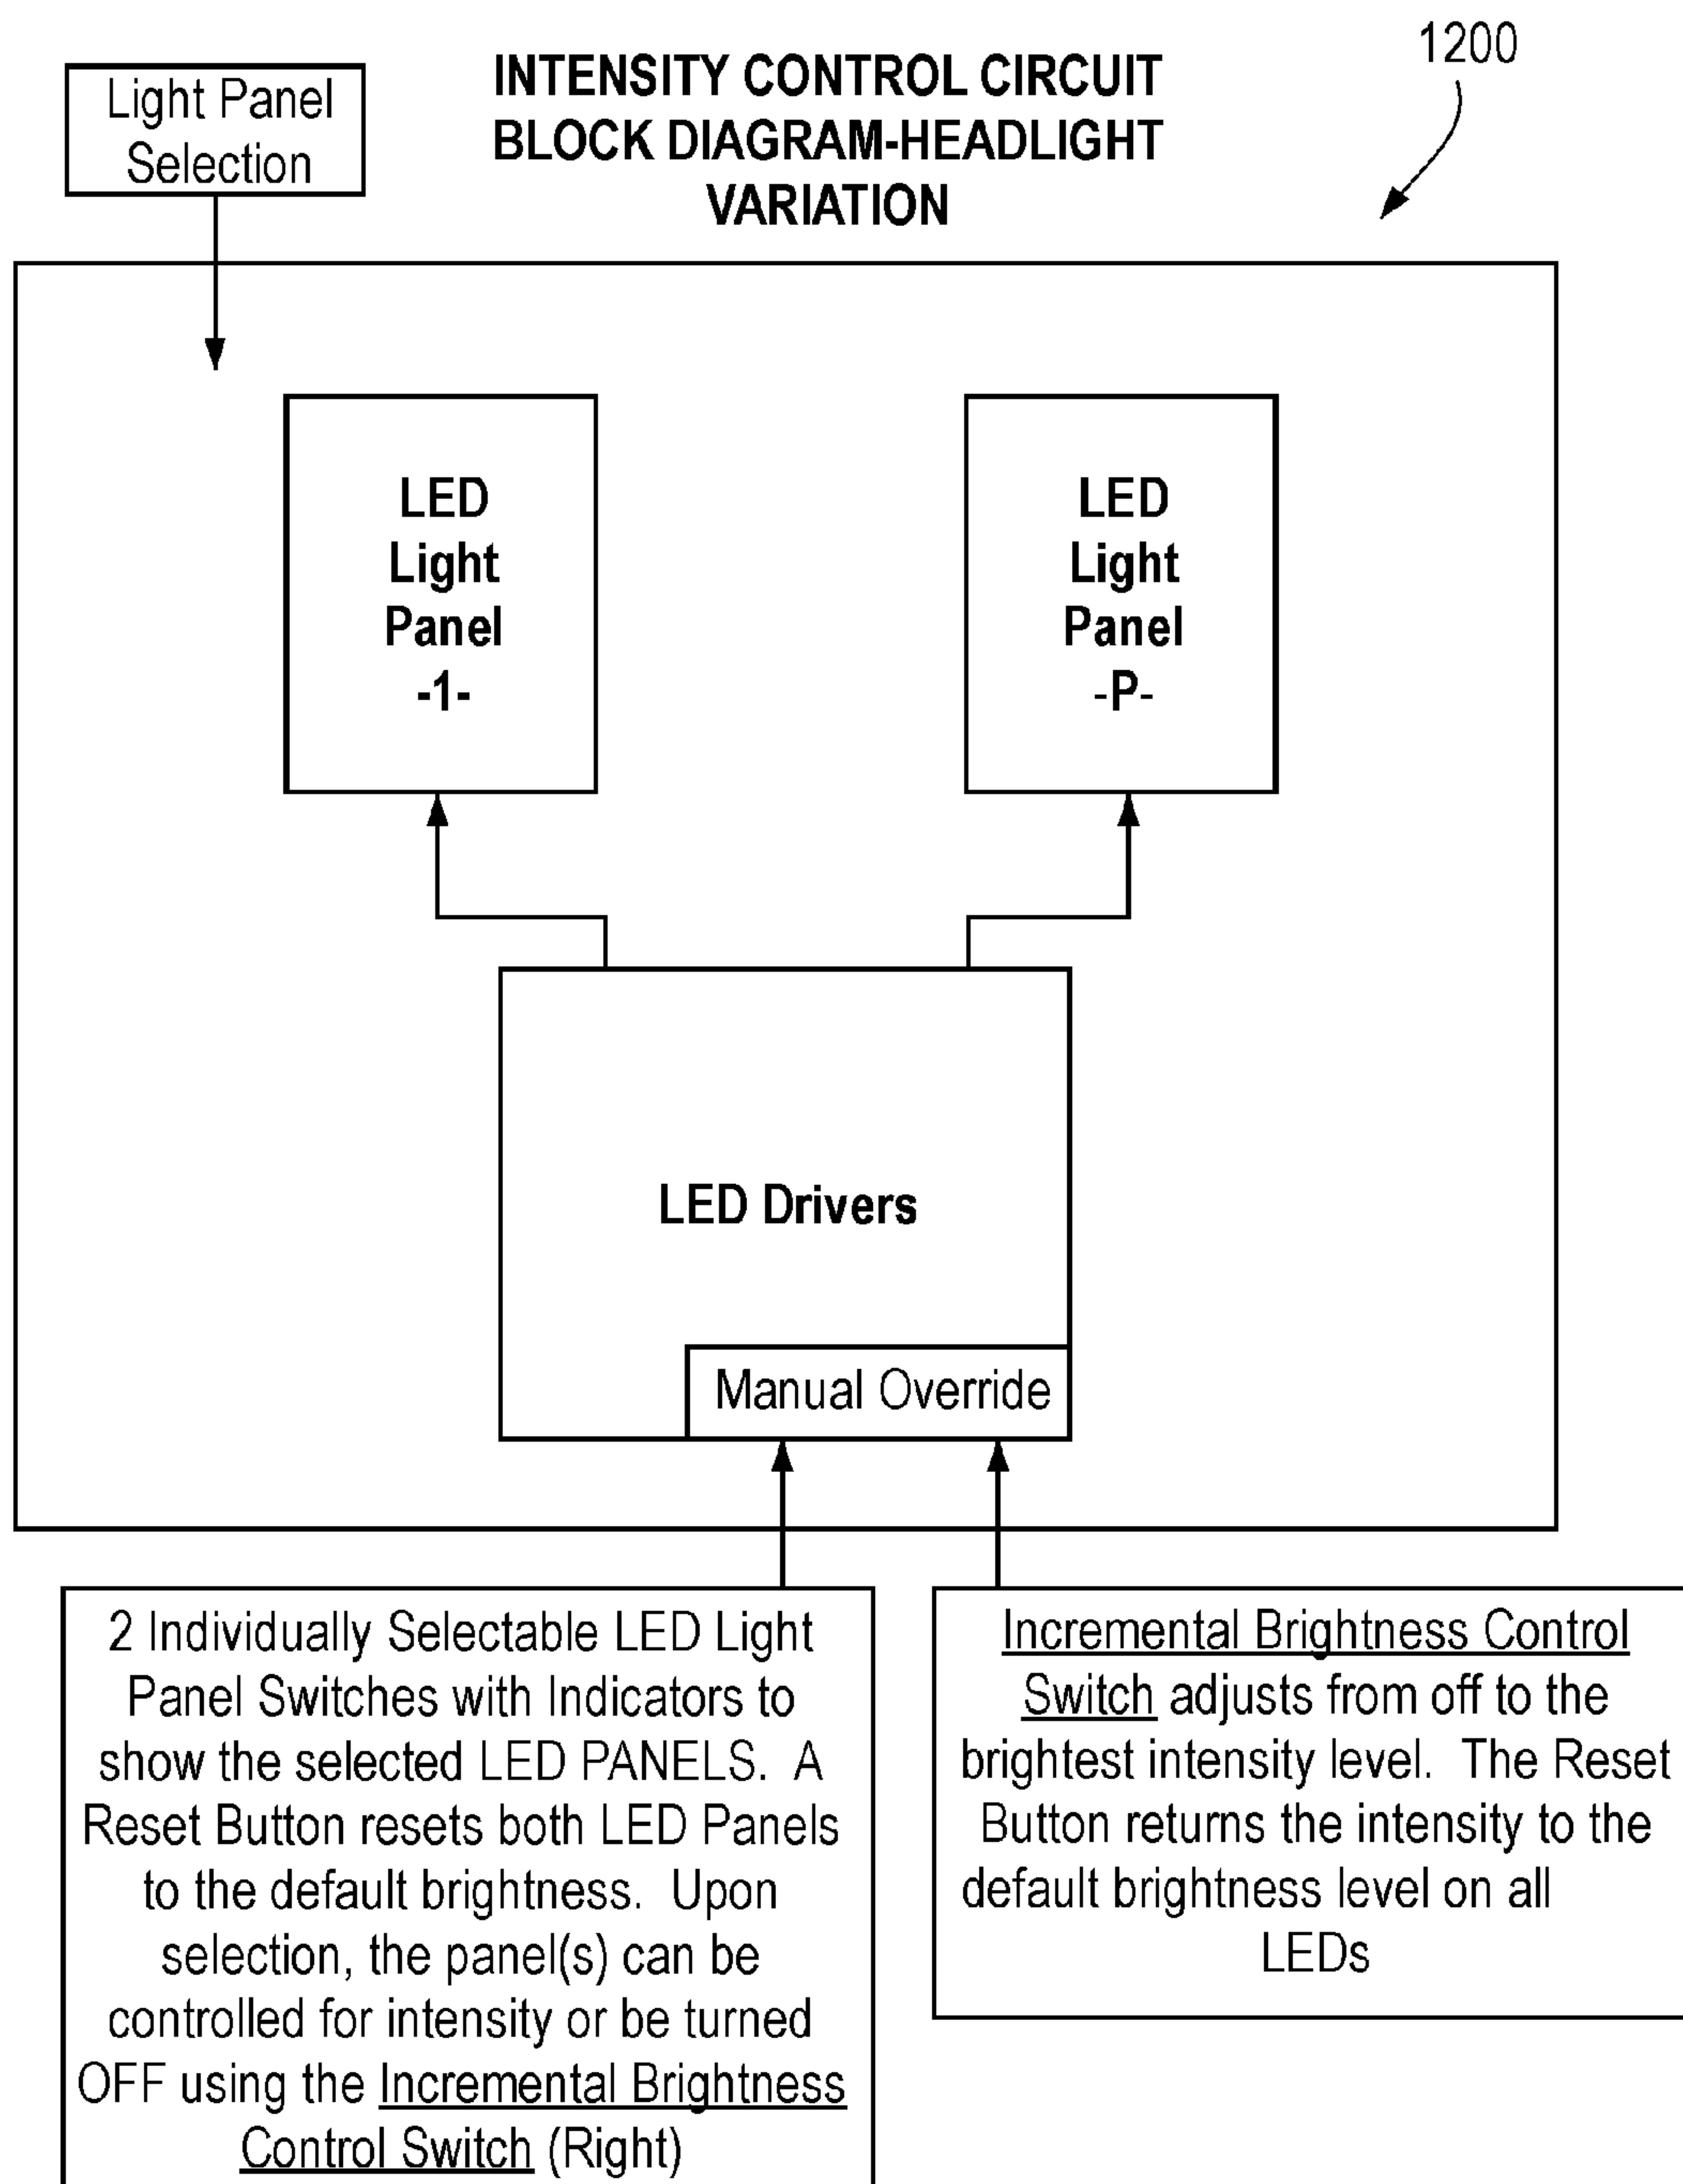 1200
Light Panel
Selection
INTENSITY CONTROL CIRCUIT
BLOCK DIAGRAM-HEADLIGHT
VARIATION
LED
Light
Panel
-1-
LED
Light
Panel
-P-
LED Drivers
Manual Override
2 Individually Selectable LED Light
Panel Switches with Indicators to
show the selected LED PANELS. A
Reset Button resets both LED Panels
to the default brightness. Upon
selection, the panel(s) can be
controlled for intensity or be turned
OFF using the Incremental Brightness
Control Switch (Right)
Incremental Brightness Control
Switch adjusts from off to the
brightest intensity level. The Reset
Button returns the intensity to the
default brightness level on all
LEDs